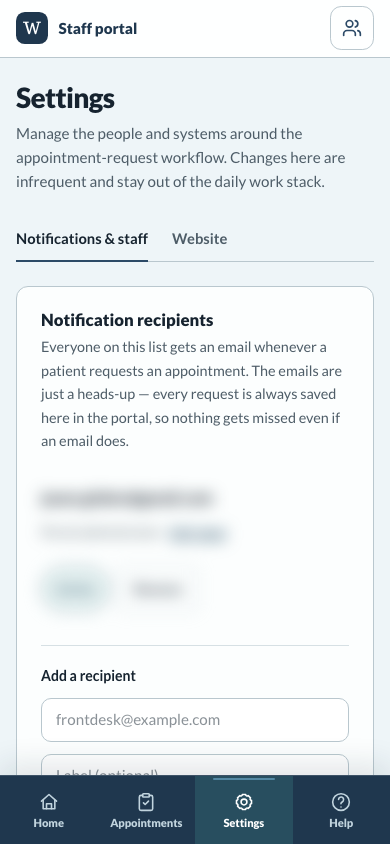 W
Staff portal
Settings
Manage the people and systems around the
appointment-request workflow. Changes here are
infrequent and stay out of the daily work stack.
Notifications & staff
Website
Notification recipients
Everyone on this list gets an email whenever a
patient requests an appointment. The emails are
just a heads-up — every request is always saved
here in the portal, so nothing gets missed even if
an email does.
Add a recipient
frontdesk@example.com
Label (optional)
Home
Appointments
Settings
Help